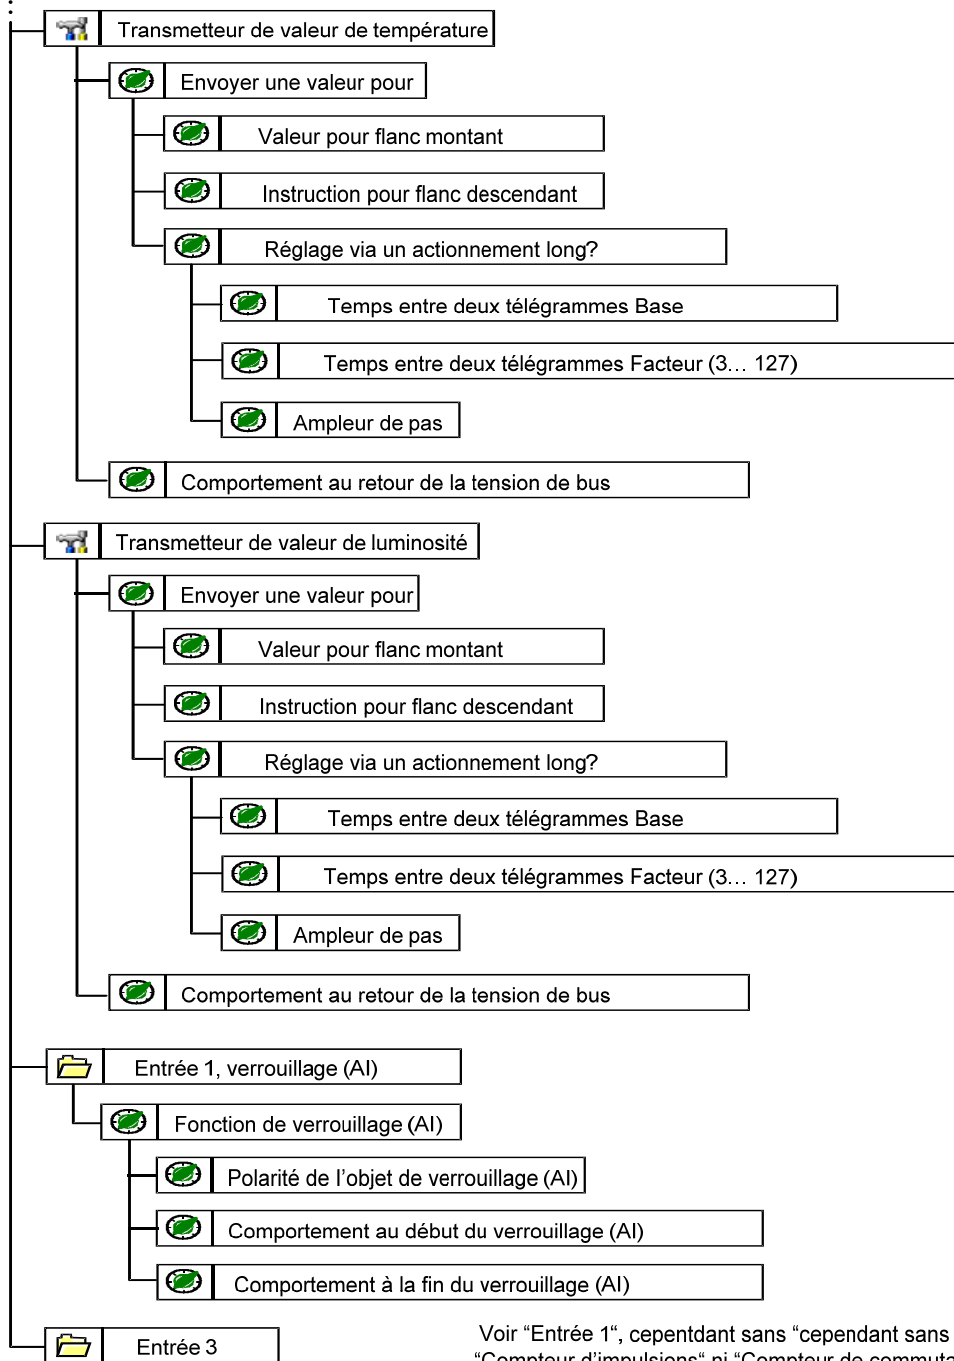 Transmetteur de valeur de température
Envoyer une valeur pour
Valeur pour flanc montant
Instruction pour flanc descendant
Réglage via un actionnement long?
Temps entre deux télégrammes Base
Temps entre deux télégrammes Facteur (3... 127)
Ampleur de pas
Comportement au retour de la tension de bus
Transmetteur de valeur de luminosité
Envoyer une valeur pour
Valeur pour flanc montant
Instruction pour flanc descendant
Réglage via un actionnement long?
Temps entre deux télégrammes Base
Temps entre deux télégrammes Facteur (3... 127)
Ampleur de pas
Comportement au retour de la tension de bus
Entrée 1, verrouillage (AI)
Fonction de verrouillage (AI)
Polarité de l’objet de verrouillage (AI)
Comportement au début du verrouillage (AI)
Comportement à la fin du verrouillage (AI)
Entrée 3
Voir “Entrée 1“, cependtant sans “cependant sans
“Compteur d’impulsions“ ni “Compteur de